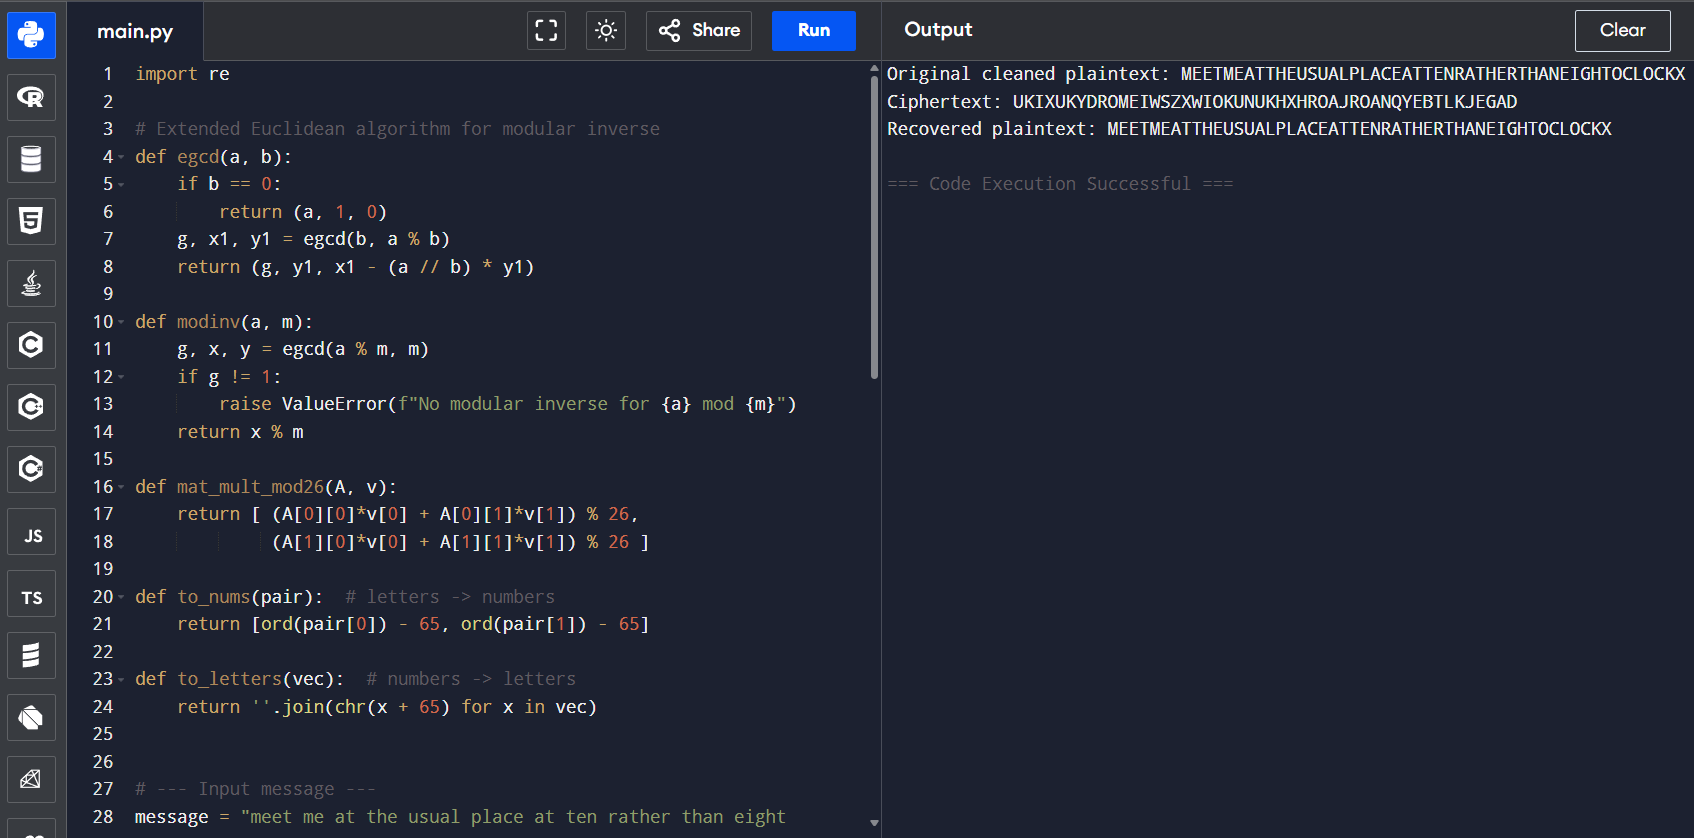 main.py
Share
Run
Output
Clear
1 import re
2
3 # Extended Euclidean algorithm for modular inverse
4 def egcd(a, b):
5     if b == 0:
6         return (a, 1, 0)
7     g, x1, y1 = egcd(b, a % b)
8     return (g, y1, x1 - (a // b) * y1)
9
10 def modinv(a, m):
11     g, x, y = egcd(a % m, m)
12     if g != 1:
13         raise ValueError(f"No modular inverse for {a} mod {m}")
14     return x % m
15
16 def mat_mult_mod26(A, v):
17     return [ (A[0][0]*v[0] + A[0][1]*v[1]) % 26,
18              (A[1][0]*v[0] + A[1][1]*v[1]) % 26 ]
19
20 def to_nums(pair):  # letters -> numbers
21     return [ord(pair[0]) - 65, ord(pair[1]) - 65]
22
23 def to_letters(vec):  # numbers -> letters
24     return ''.join(chr(x + 65) for x in vec)
25
26
27 # --- Input message ---
28 message = "meet me at the usual place at ten rather than eight
Original cleaned plaintext: MEETMEATTHEUSUALPLACEATTENRATHERTHANEIGHTOCLOCKX
Ciphertext: UKIXUKYDROMEIWSZXWIOKUNUKHXHROAJROANQYEBTLKJEGAD
Recovered plaintext: MEETMEATTHEUSUALPLACEATTENRATHERTHANEIGHTOCLOCKX
=== Code Execution Successful ===
R
5
C
C
C
JS
TS